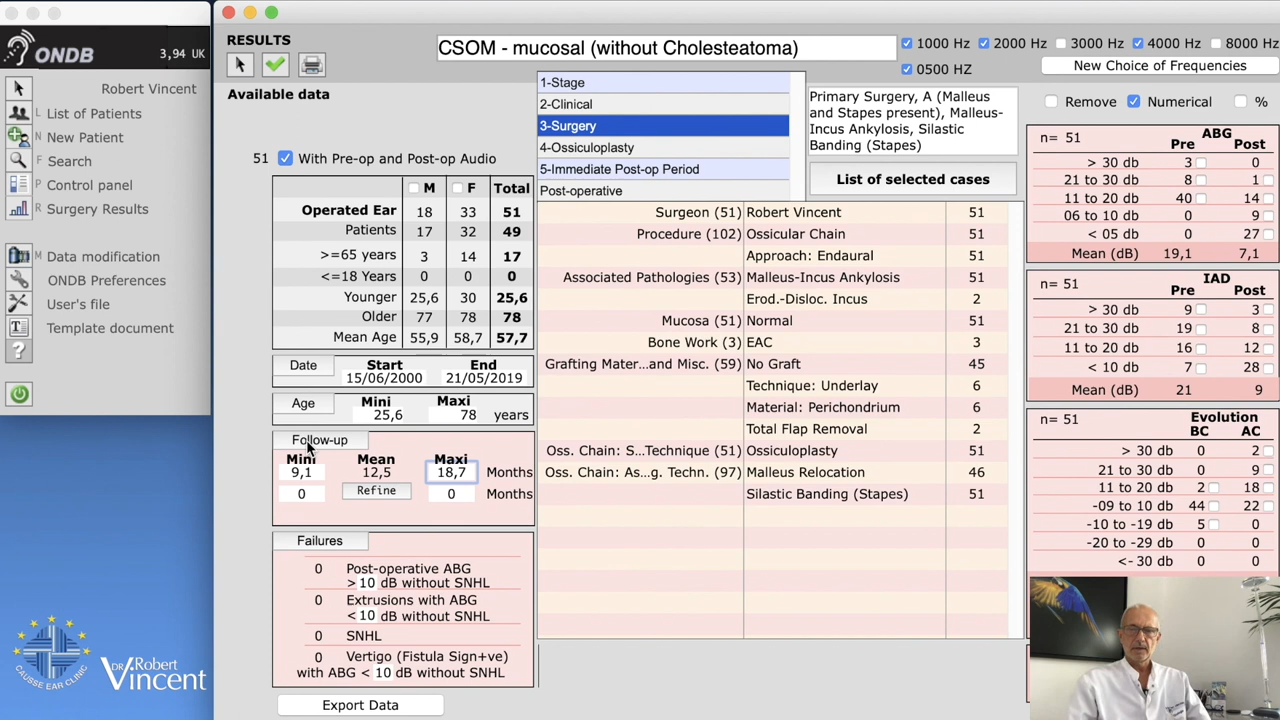 ONDB
3,94 UK
Robert Vincent
L List of Patients
N New Patient
F Search
P Control panel
R Surgery Results
Data modification
ONDB Preferences
User's file
Template document
CAUSSE EAR CLINIC
DR Robert
Vincent
RESULTS
Available data
CSOM - mucosal (without Cholesteatoma)
1000 Hz 2000 Hz 3000 Hz 4000 Hz 8000 Hz
0500 HZ
New Choice of Frequencies
Remove Numerical %
1-Stage
2-Clinical
3-Surgery
4-Ossiculoplasty
5-Immediate Post-op Period
Post-operative
Primary Surgery, A (Malleus
and Stapes present), Malleus-
Incus Ankylosis, Silastic
Banding (Stapes)
List of selected cases
51 With Pre-op and Post-op Audio
M F Total
Operated Ear 18 33 51
Patients 17 32 49
>=65 years 3 14 17
<=18 Years 0 0 0
Younger 25,6 30 25,6
Older 77 78 78
Mean Age 55,9 58,7 57,7
Date Start End
15/06/2000 21/05/2019
Age Mini Maxi
25,6 78 years
Follow-up
Mini Mean Maxi
9,1 12,5 18,7 Months
0 Refine 0 Months
Failures
0 Post-operative ABG
> 10 dB without SNHL
0 Extrusions with ABG
< 10 dB without SNHL
0 SNHL
0 Vertigo (Fistula Sign+ve)
with ABG < 10 dB without SNHL
Export Data
Surgeon (51) Robert Vincent 51
Procedure (102) Ossicular Chain 51
Approach: Endaural 51
Associated Pathologies (53) Malleus-Incus Ankylosis 51
Erod.-Disloc. Incus 2
Mucosa (51) Normal 51
Bone Work (3) EAC 3
Grafting Mater...and Misc. (59) No Graft 45
Technique: Underlay 6
Material: Perichondrium 6
Total Flap Removal 2
Oss. Chain: S...Technique (51) Ossiculoplasty 51
Oss. Chain: As...g. Techn. (97) Malleus Relocation 46
Silastic Banding (Stapes) 51
n= 51 ABG
Pre Post
> 30 db 3 0
21 to 30 db 8 1
11 to 20 db 40 14
06 to 10 db 0 9
< 05 db 0 27
Mean (dB) 19,1 7,1
n= 51 IAD
Pre Post
> 30 db 9 3
21 to 30 db 19 8
11 to 20 db 16 12
< 10 db 7 28
Mean (dB) 21 9
n= 51 Evolution
BC AC
> 30 db 0 2
21 to 30 db 0 9
11 to 20 db 2 18
-09 to 10 db 44 22
-10 to -19 db 5 0
-20 to -29 db 0 0
<- 30 db 0 0